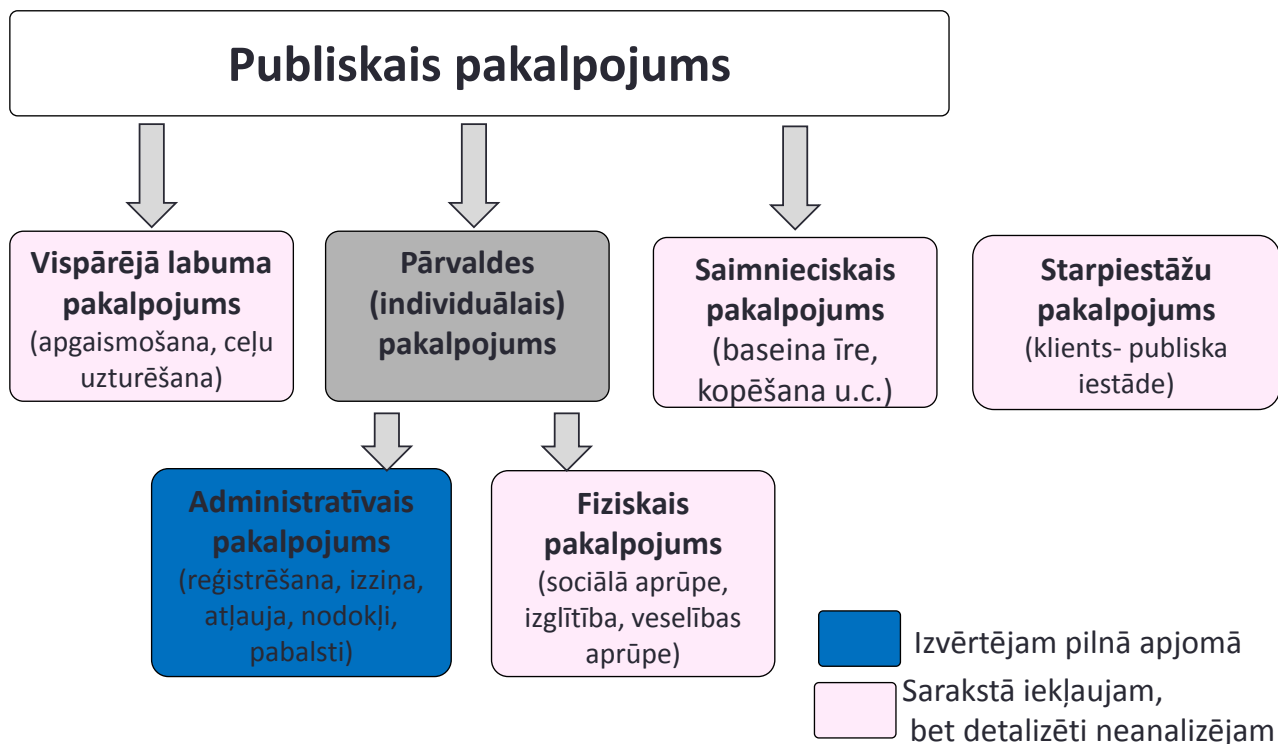 Publiskais pakalpojums
Vispārējā labuma
pakalpojums
(apgaismošana, ceļu
uzturēšana)
Pārvaldes
(individuālais)
pakalpojums
Saimnieciskais
pakalpojums
(baseina īre,
kopēšana u.c.)
Starpiestāžu
pakalpojums
(klients- publiska
iestāde)
Administratīvais
pakalpojums
(reģistrēšana, izziņa,
atļauja, nodokļi,
pabalsti)
Fiziskais
pakalpojums
(sociālā aprūpe,
izglītība, veselības
aprūpe)
Izvērtējam pilnā apjomā
Sarakstā iekļaujam,
bet detalizēti neanalizējam